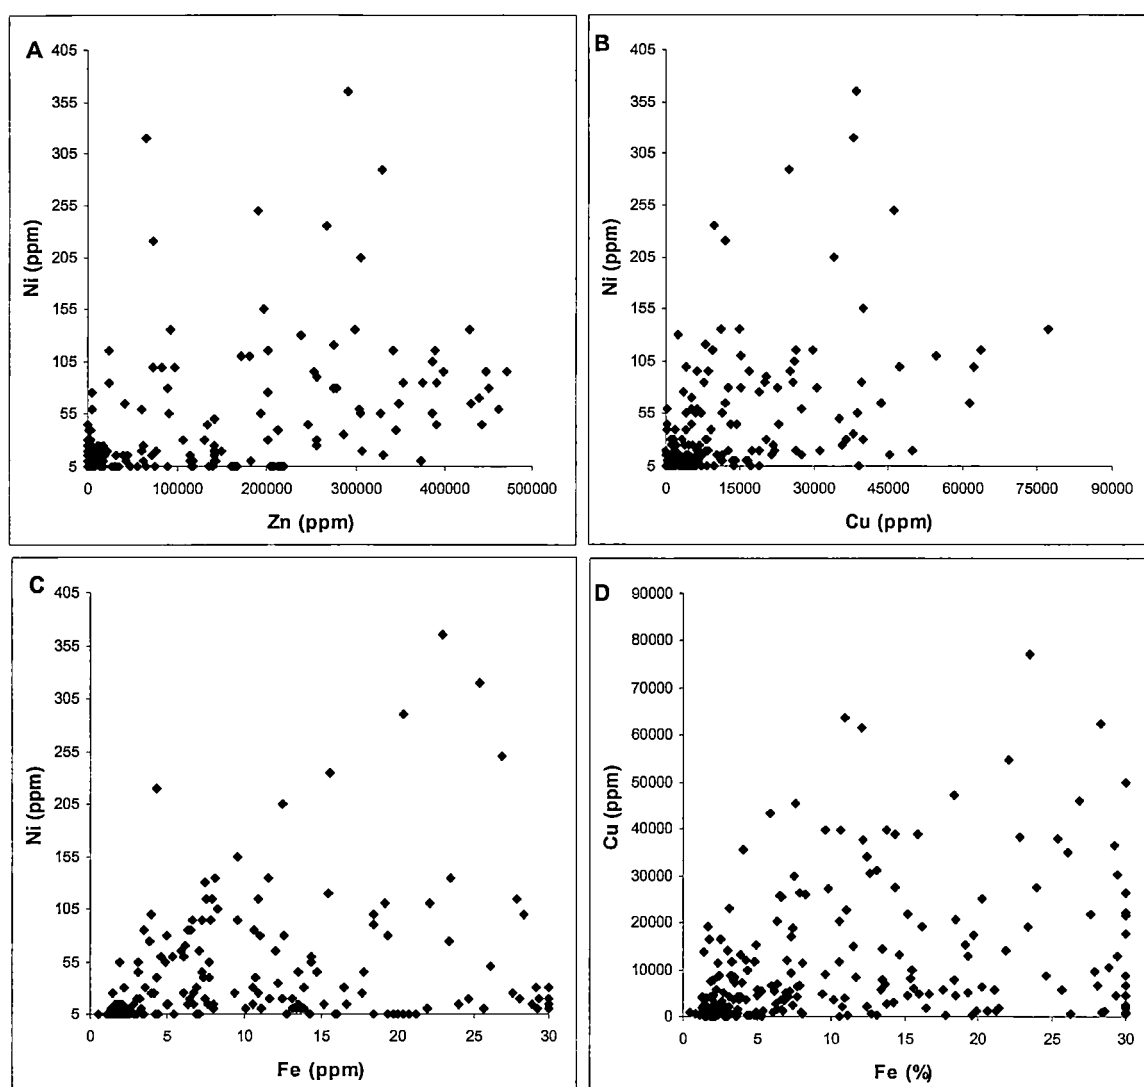 A
405
355
305
255
205
155
105
55
5
Ni (ppm)
0 100000 200000 300000 400000 500000
Zn (ppm)
B
405
355
305
255
205
155
105
55
5
Ni (ppm)
0 15000 30000 45000 60000 75000 90000
Cu (ppm)
C
405
355
305
255
205
155
105
55
5
Ni (ppm)
0 5 10 15 20 25 30
Fe (ppm)
D
90000
80000
70000
60000
50000
40000
30000
20000
10000
0
Cu (ppm)
0 5 10 15 20 25 30
Fe (%)